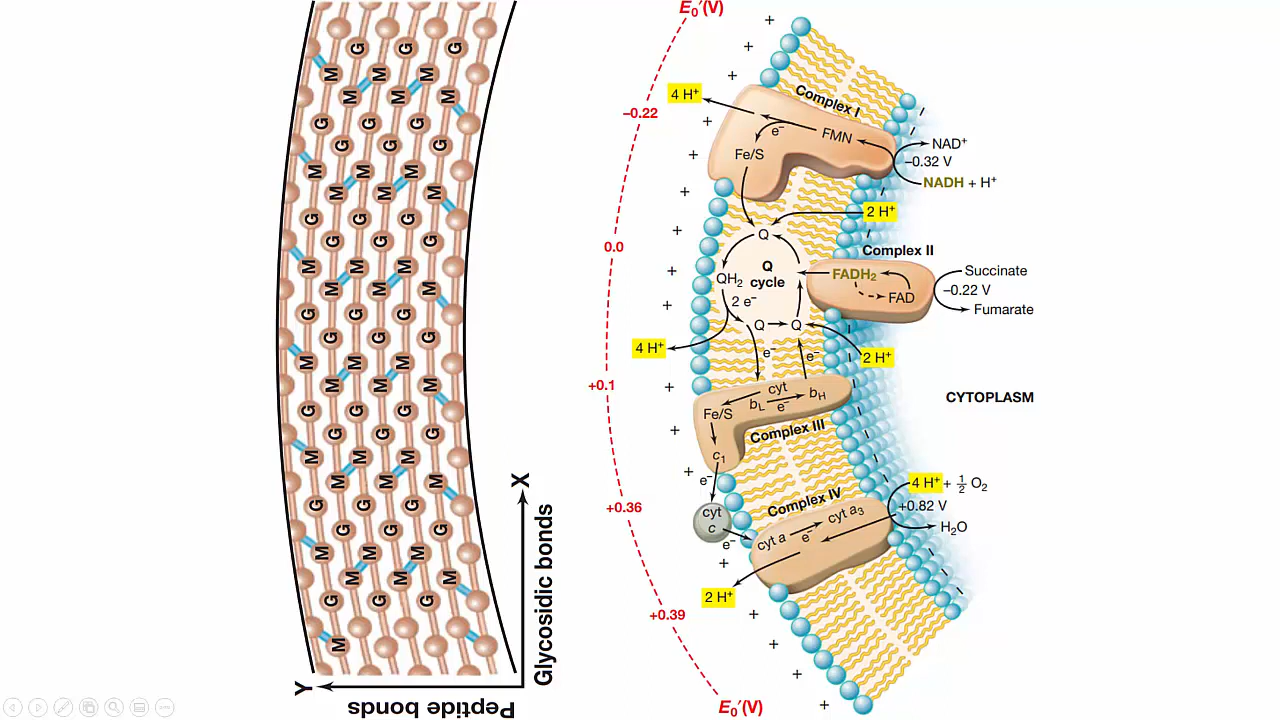 G G G
M M M
M M M
G G G
G G G
M M M
M M M
G G G
G G G
M M M
M M M
G G G
G G G
M M M
M M M
G G G
G G G
M M M
M M M
G G G
G G G
M M M
M M M
G G G
M
X
Y
Glycosidic bonds
Peptide bonds
E0′(V)
−0.22
0.0
+0.1
+0.36
+0.39
E0′(V)
Complex I
4 H+
e−
FMN
Fe/S
NAD+
−0.32 V
NADH + H+
2 H+
Q
Complex II
Q cycle
QH2
2 e−
FADH2
FAD
Succinate
−0.22 V
Fumarate
Q
Q
4 H+
e−
e−
2 H+
CYTOPLASM
cyt
bL
e−
bH
Fe/S
Complex III
c1
e−
cyt
c
e−
Complex IV
cyt a
e−
cyt a3
4 H+ + 1/2 O2
+0.82 V
H2O
2 H+